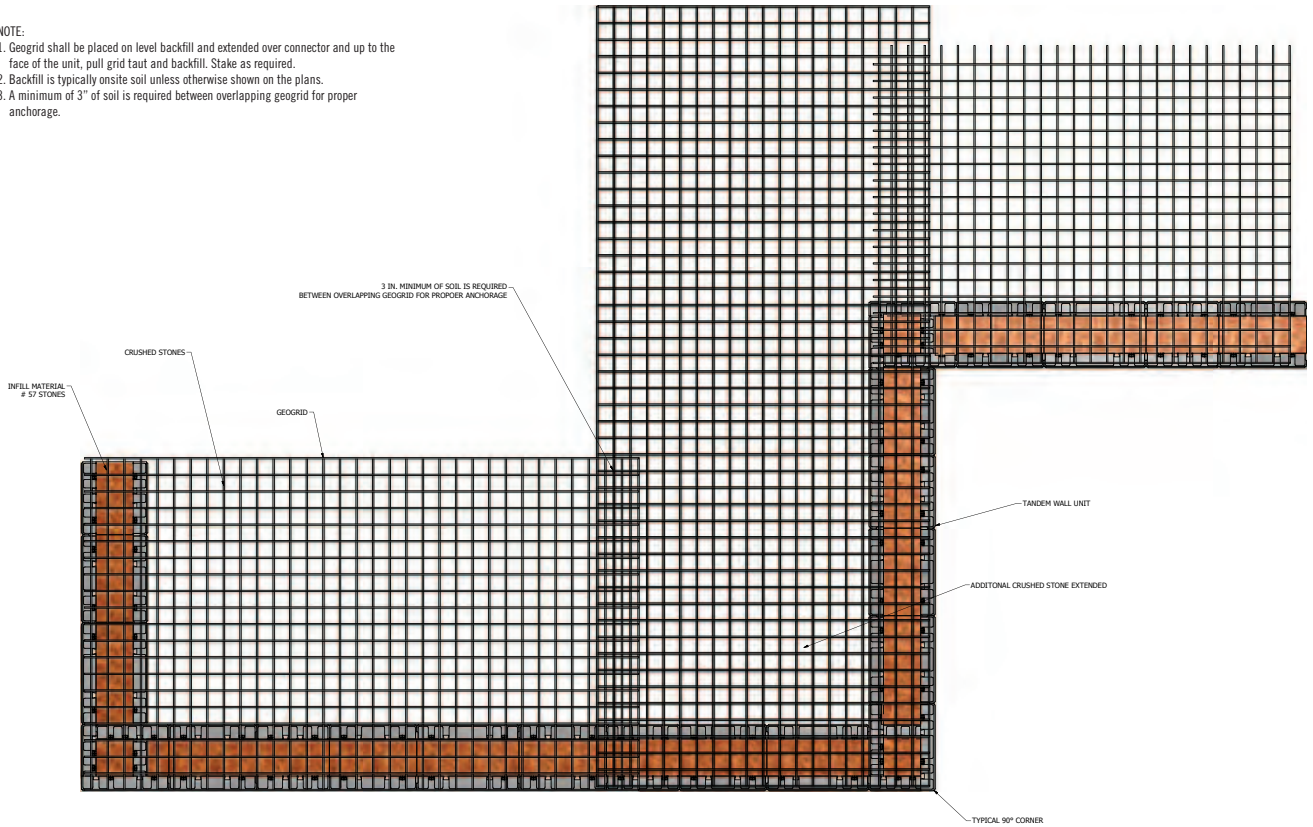 NOTE:
1. Geogrid shall be placed on level backfill and extended over connector and up to the
face of the unit, pull grid taut and backfill. Stake as required.
2. Backfill is typically onsite soil unless otherwise shown on the plans.
3. A minimum of 3” of soil is required between overlapping geogrid for proper
anchorage.
3 IN. MINIMUM OF SOIL IS REQUIRED
BETWEEN OVERLAPPING GEOGRID FOR PROPOER ANCHORAGE
CRUSHED STONES
INFILL MATERIAL
# 57 STONES
GEOGRID
TANDEM WALL UNIT
ADDITONAL CRUSHED STONE EXTENDED
TYPICAL 90° CORNER